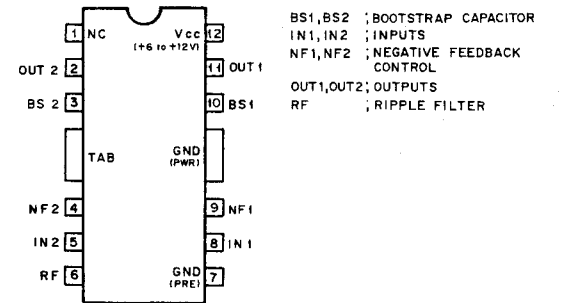 1 NC Vcc 12
(+6 to +12V)
OUT 2 2 11 OUT 1
BS 2 3 10 BS1
TAB GND
(PWR)
NF2 4 9 NF1
IN2 5 8 IN 1
RF 6 GND 7
(PRE)
BS1,BS2 ; BOOTSTRAP CAPACITOR
IN1,IN2 ; INPUTS
NF1,NF2 ; NEGATIVE FEEDBACK
CONTROL
OUT1,OUT2; OUTPUTS
RF ; RIPPLE FILTER